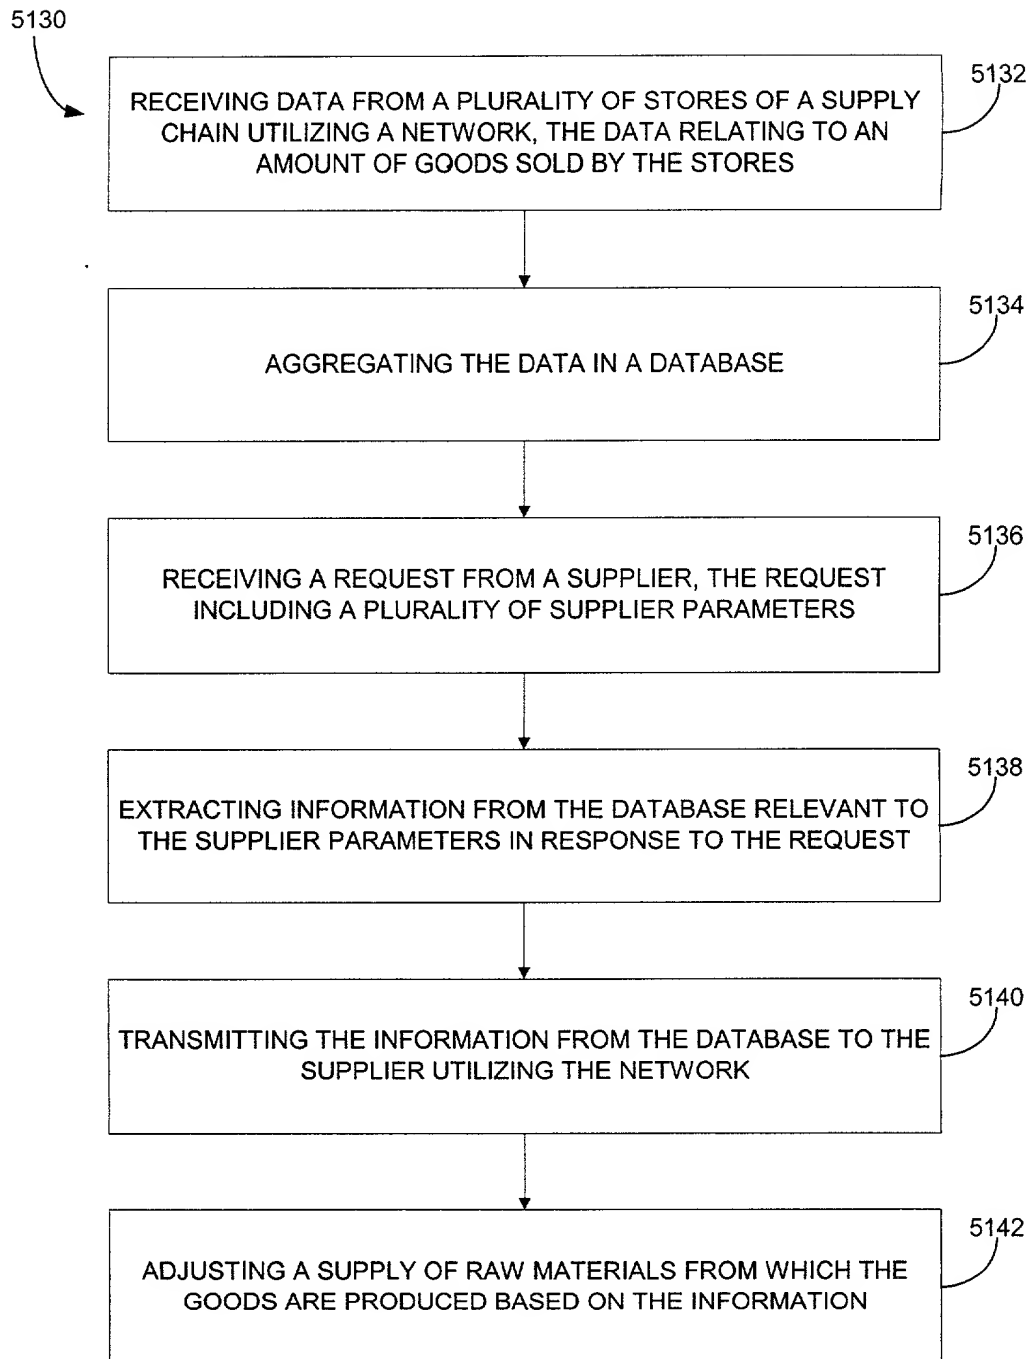 5130
5132
RECEIVING DATA FROM A PLURALITY OF STORES OF A SUPPLY
CHAIN UTILIZING A NETWORK, THE DATA RELATING TO AN
AMOUNT OF GOODS SOLD BY THE STORES
5134
AGGREGATING THE DATA IN A DATABASE
5136
RECEIVING A REQUEST FROM A SUPPLIER, THE REQUEST
INCLUDING A PLURALITY OF SUPPLIER PARAMETERS
5138
EXTRACTING INFORMATION FROM THE DATABASE RELEVANT TO
THE SUPPLIER PARAMETERS IN RESPONSE TO THE REQUEST
5140
TRANSMITTING THE INFORMATION FROM THE DATABASE TO THE
SUPPLIER UTILIZING THE NETWORK
5142
ADJUSTING A SUPPLY OF RAW MATERIALS FROM WHICH THE
GOODS ARE PRODUCED BASED ON THE INFORMATION